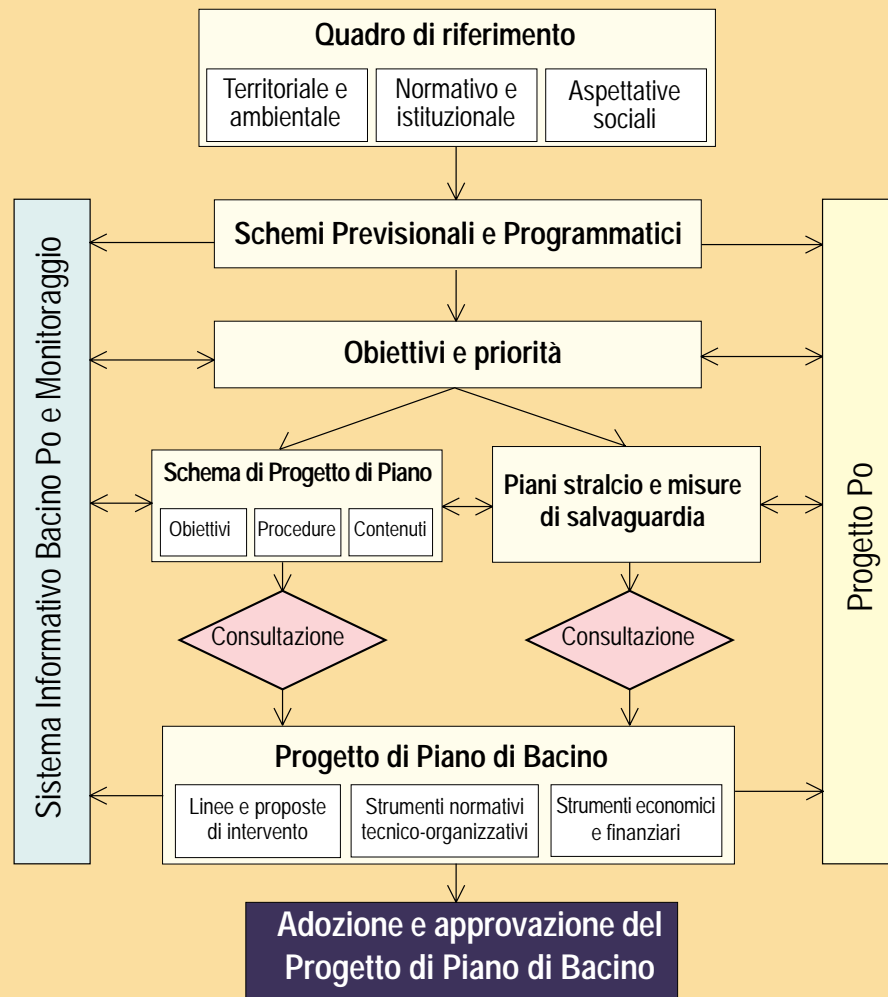 Quadro di riferimento
Territoriale e
ambientale
Normativo e
istituzionale
Aspettative
sociali
Sistema Informativo Bacino Po e Monitoraggio
Schemi Previsionali e Programmatici
Obiettivi e priorità
Schema di Progetto di Piano
Obiettivi
Procedure
Contenuti
Piani stralcio e misure
di salvaguardia
Consultazione
Consultazione
Progetto di Piano di Bacino
Linee e proposte
di intervento
Strumenti normativi
tecnico-organizzativi
Strumenti economici
e finanziari
Progetto Po
Adozione e approvazione del
Progetto di Piano di Bacino